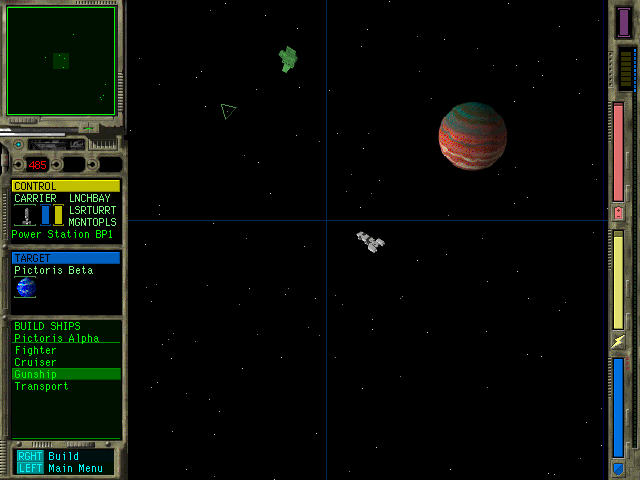 485
CONTROL
CARRIER LNCHBAY
LSRTURRT
MGNTOPLS
Power Station BP1
TARGET
Pictoris Beta
BUILD SHIPS
Pictoris Alpha
Fighter
Cruiser
Gunship
Transport
RGHT Build
LEFT Main Menu